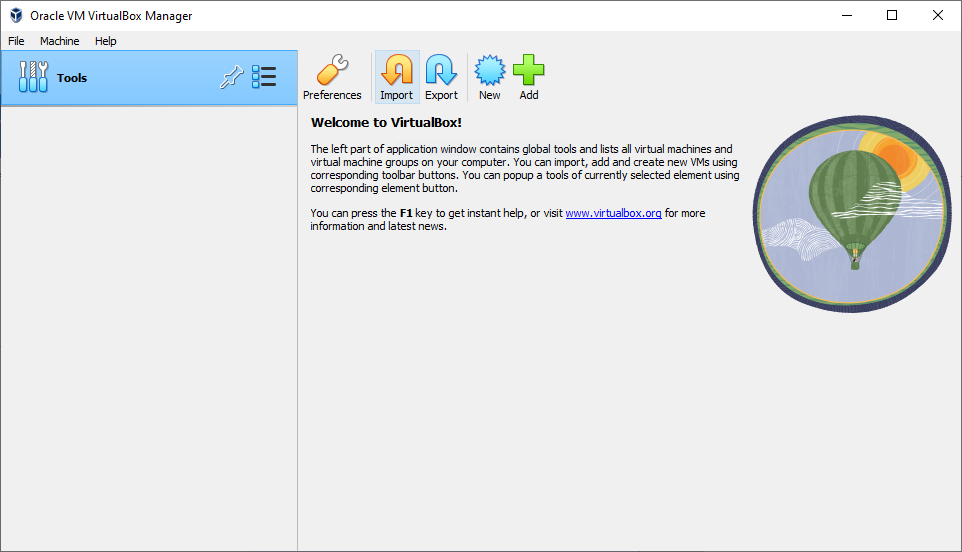 Oracle VM VirtualBox Manager
File Machine Help
Tools
Preferences Import Export New Add
Welcome to VirtualBox!
The left part of application window contains global tools and lists all virtual machines and
virtual machine groups on your computer. You can import, add and create new VMs using
corresponding toolbar buttons. You can popup a tools of currently selected element using
corresponding element button.
You can press the F1 key to get instant help, or visit www.virtualbox.org for more
information and latest news.